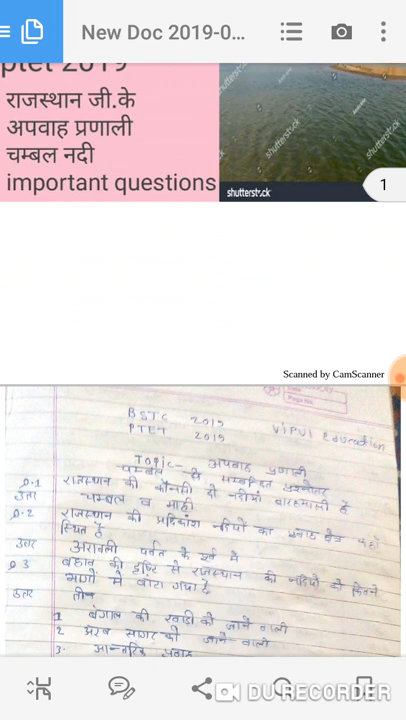 New Doc 2019-0...
ptet 2019
राजस्थान जी.के
अपवाह प्रणाली
चम्बल नदी
important questions
shutterstock
1
Scanned by CamScanner
BSTC 2019
PTET 2019
VIPUL Education
Topic- अपवाह प्रणाली
चम्बल से सम्बन्धित प्रश्नोत्तर
Q.1 राजस्थान की कौनसी दो नदीयां बारहमासी है
उत्तर चम्बल व माही
Q.2 राजस्थान की अधिकांश नदियों का प्रवाह क्षेत्र कहाँ
स्थित है
उत्तर अरावली पर्वत के पूर्व में
Q 3 बहाव की दृष्टि से राजस्थान की नदियों को कितने
भागों में बांटा गया है
उत्तर तीन
1 बंगाल की खाडी की जाने वाली
2 अरब सागर की जाने वाली
3. आन्तरिक प्रवाह
DU RECORDER